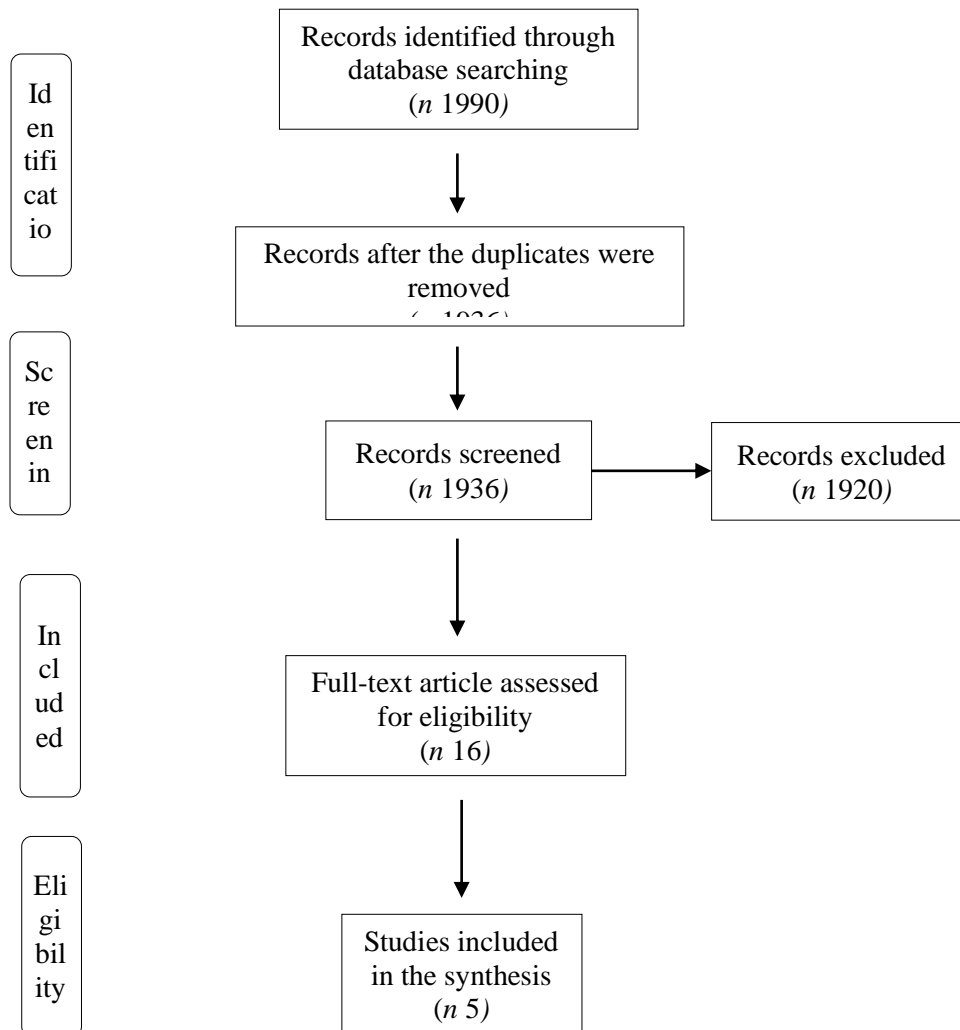 Records identified through
database searching
(n 1990)
Id
en
tifi
cat
io
Records after the duplicates were
removed
(n 1936)
Sc
re
en
in
Records screened
(n 1936)
Records excluded
(n 1920)
In
cl
ud
ed
Full-text article assessed
for eligibility
(n 16)
Eli
gi
bil
ity
Studies included
in the synthesis
(n 5)